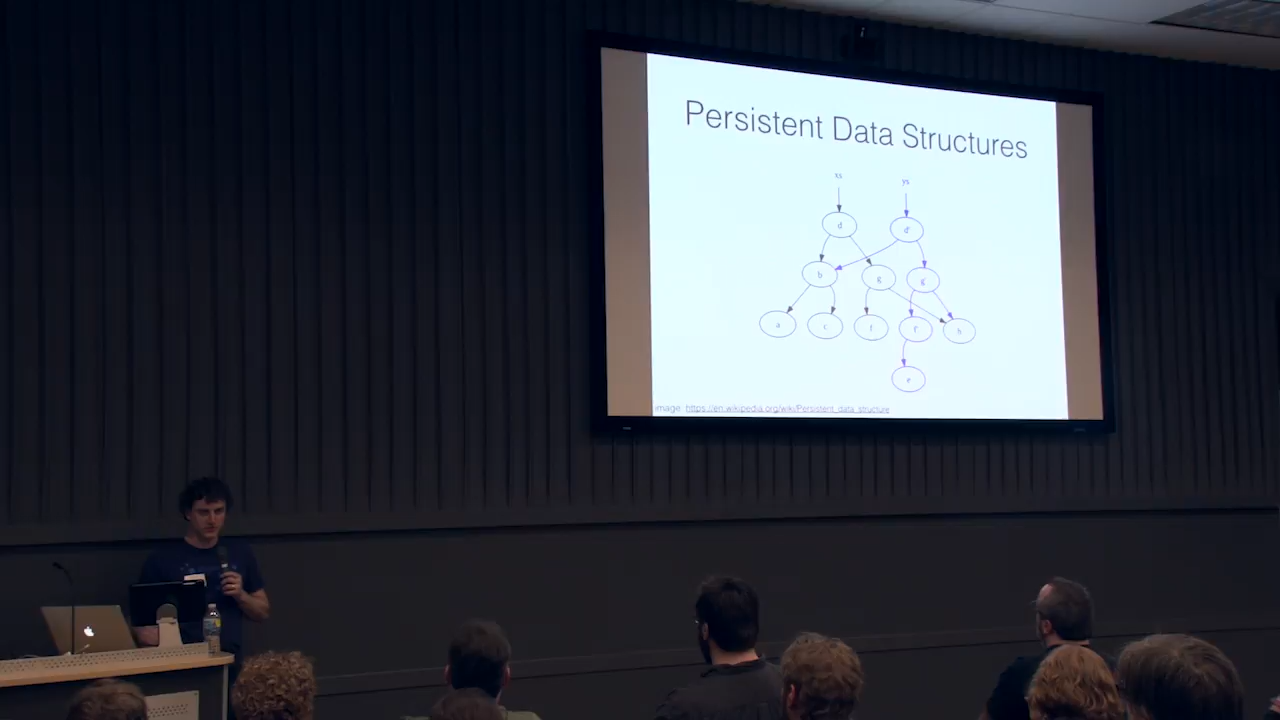 Persistent Data Structures
xs
ys
d
d'
b
g
g'
a
c
f
f'
h
e
image: https://en.wikipedia.org/wiki/Persistent_data_structure